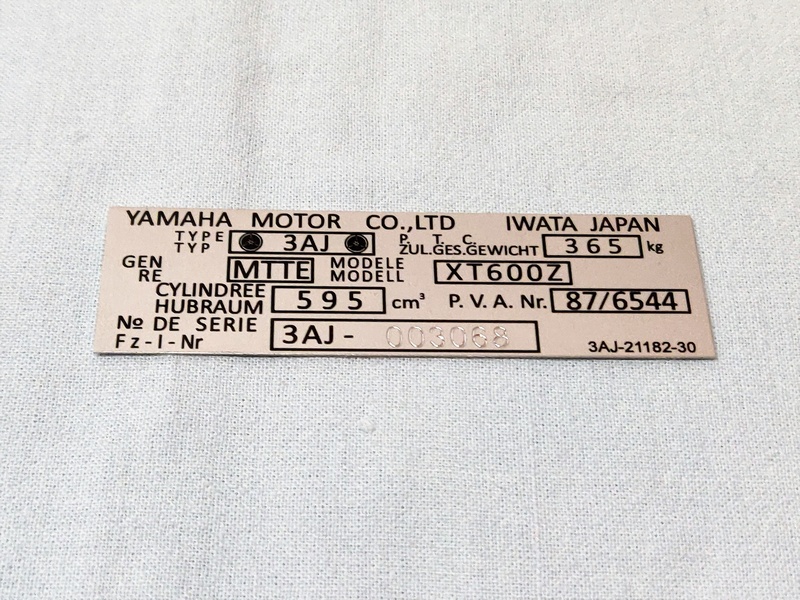 YAMAHA MOTOR CO.,LTD IWATA JAPAN
TYPE
TYP
3AJ
P. T. C.
ZUL.GES.GEWICHT
365 kg
GEN
RE
MTTE
MODELE
MODELL
XT600Z
CYLINDREE
HUBRAUM
595 cm³
P. V. A. Nr. 87/6544
№ DE SERIE
Fz-I-Nr
3AJ- 003068
3AJ-21182-30